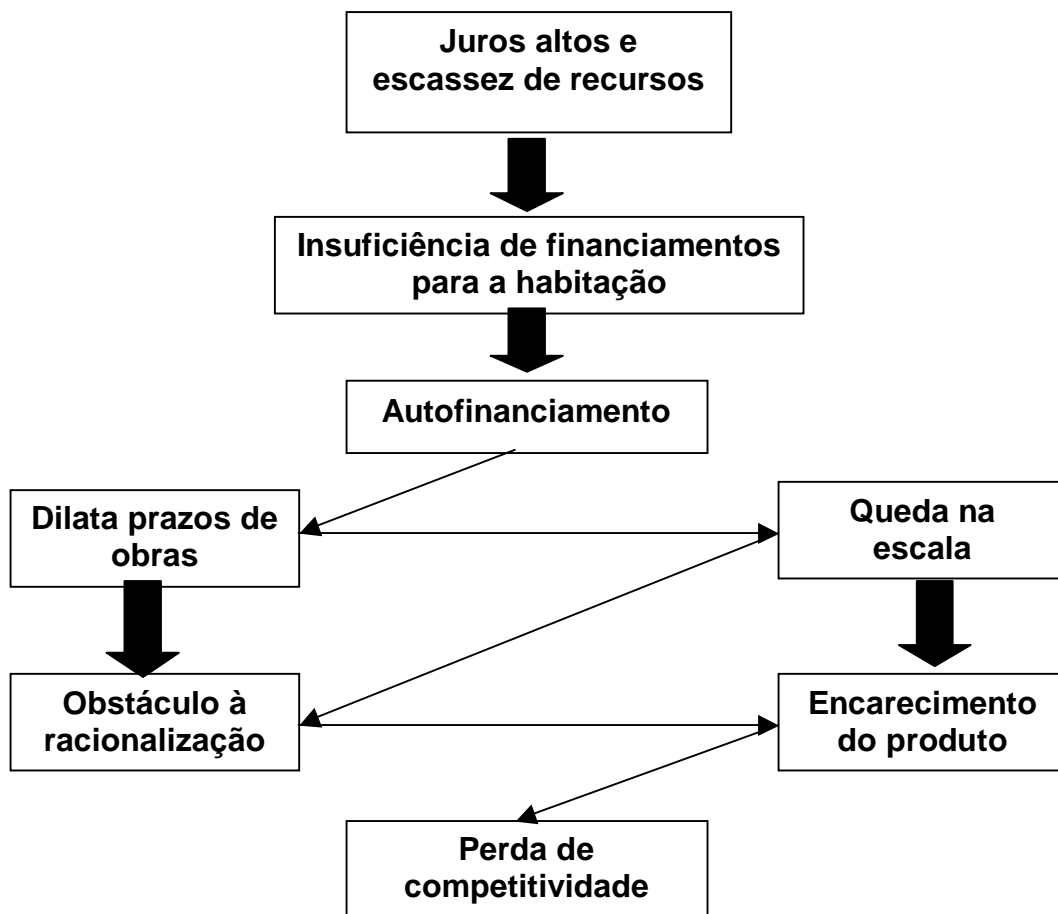 Juros altos e
escassez de recursos
Insuficiência de financiamentos
para a habitação
Autofinanciamento
Dilata prazos de
obras
Queda na
escala
Obstáculo à
racionalização
Encarecimento
do produto
Perda de
competitividade